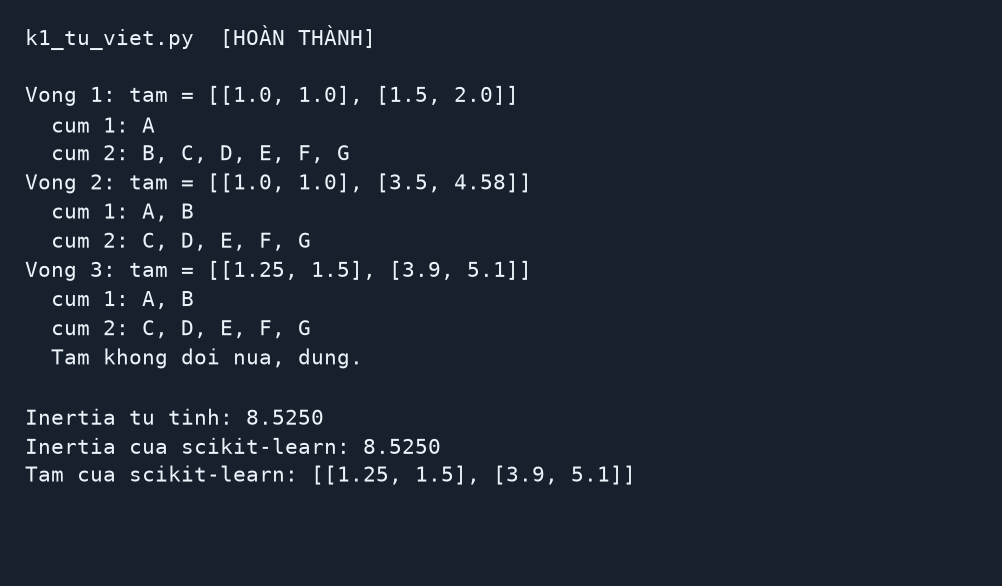 k1_tu_viet.py  [HOÀN THÀNH]
Vong 1: tam = [[1.0, 1.0], [1.5, 2.0]]
  cum 1: A
  cum 2: B, C, D, E, F, G
Vong 2: tam = [[1.0, 1.0], [3.5, 4.58]]
  cum 1: A, B
  cum 2: C, D, E, F, G
Vong 3: tam = [[1.25, 1.5], [3.9, 5.1]]
  cum 1: A, B
  cum 2: C, D, E, F, G
  Tam khong doi nua, dung.
Inertia tu tinh: 8.5250
Inertia cua scikit-learn: 8.5250
Tam cua scikit-learn: [[1.25, 1.5], [3.9, 5.1]]